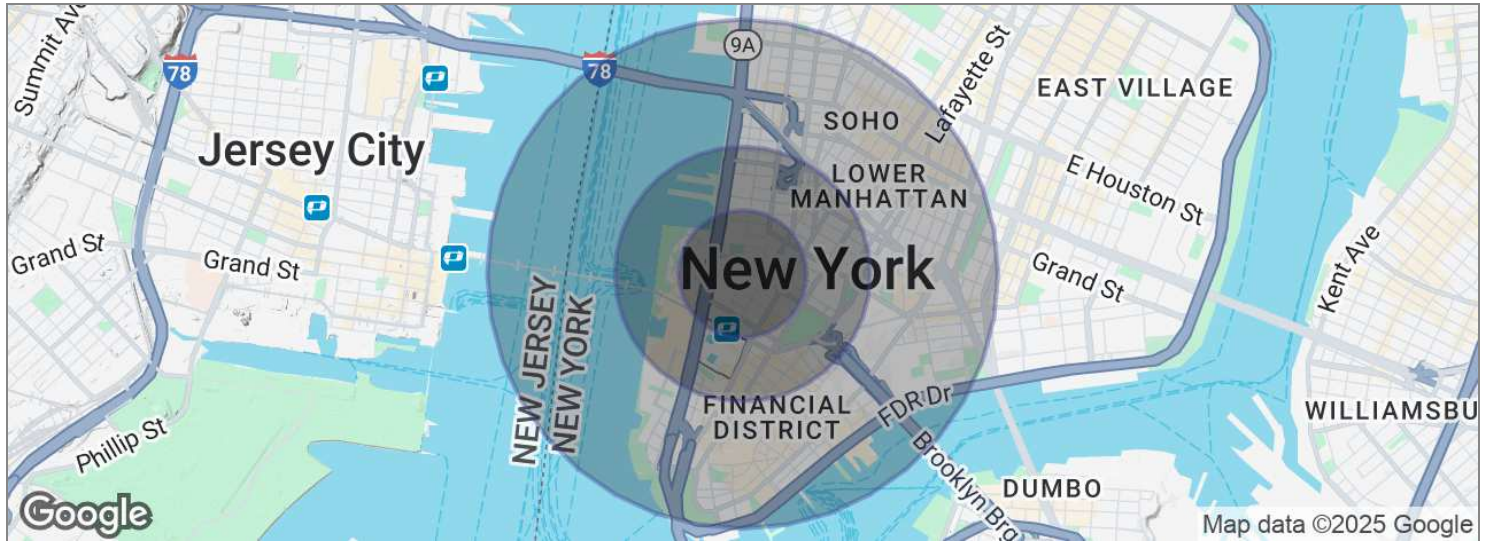 Summit Ave
78
78
9A
Lafayette St
EAST VILLAGE
SOHO
Jersey City
LOWER
MANHATTAN
E Houston St
Grand St
Grand St
New York
Grand St
Kent Ave
NEW JERSEY
NEW YORK
FINANCIAL
DISTRICT
FDR Dr
WILLIAMSBU
Phillip St
Brooklyn Brg
DUMBO
Google
Map data ©2025 Google